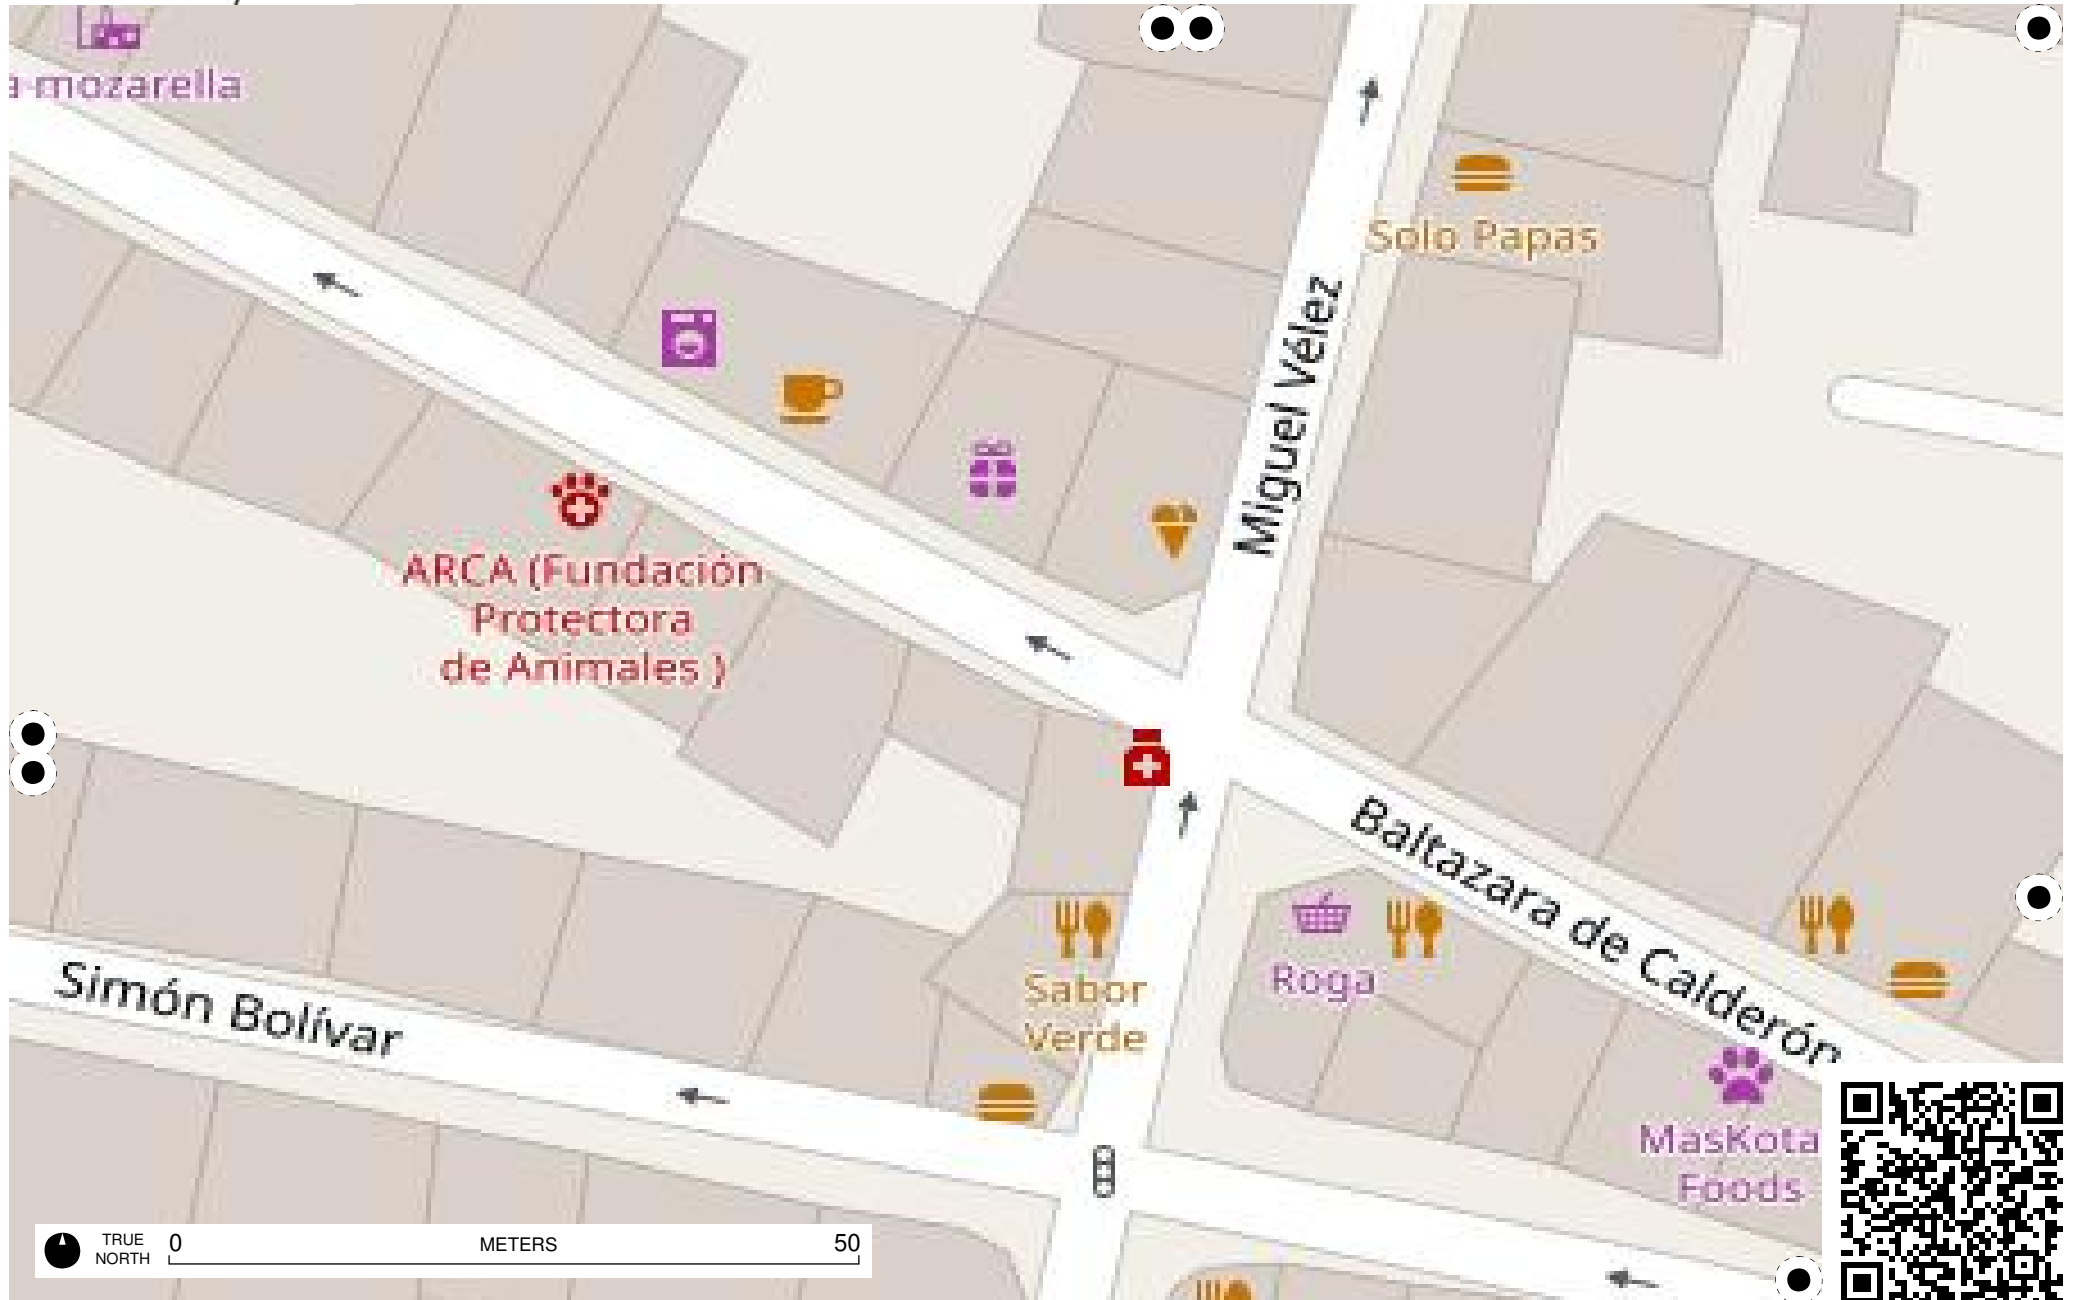 a-mozarella
Solo Papas
Miguel Vélez
ARCA (Fundación
Protectora
de Animales )
Baltazara de Calderón
Simón Bolívar
Sabor
Verde
Roga
MasKota
Foods
TRUE
NORTH
0 METERS 50